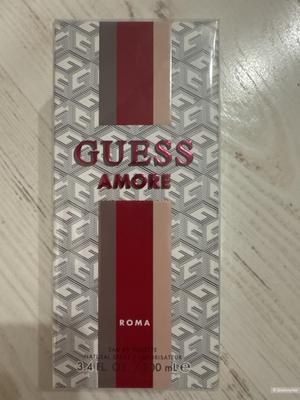 GUESS
AMORE
ROMA
EAU DE TOILETTE
NATURAL SPRAY / VAPORISATEUR
3.4 FL. OZ. / 100 mL e